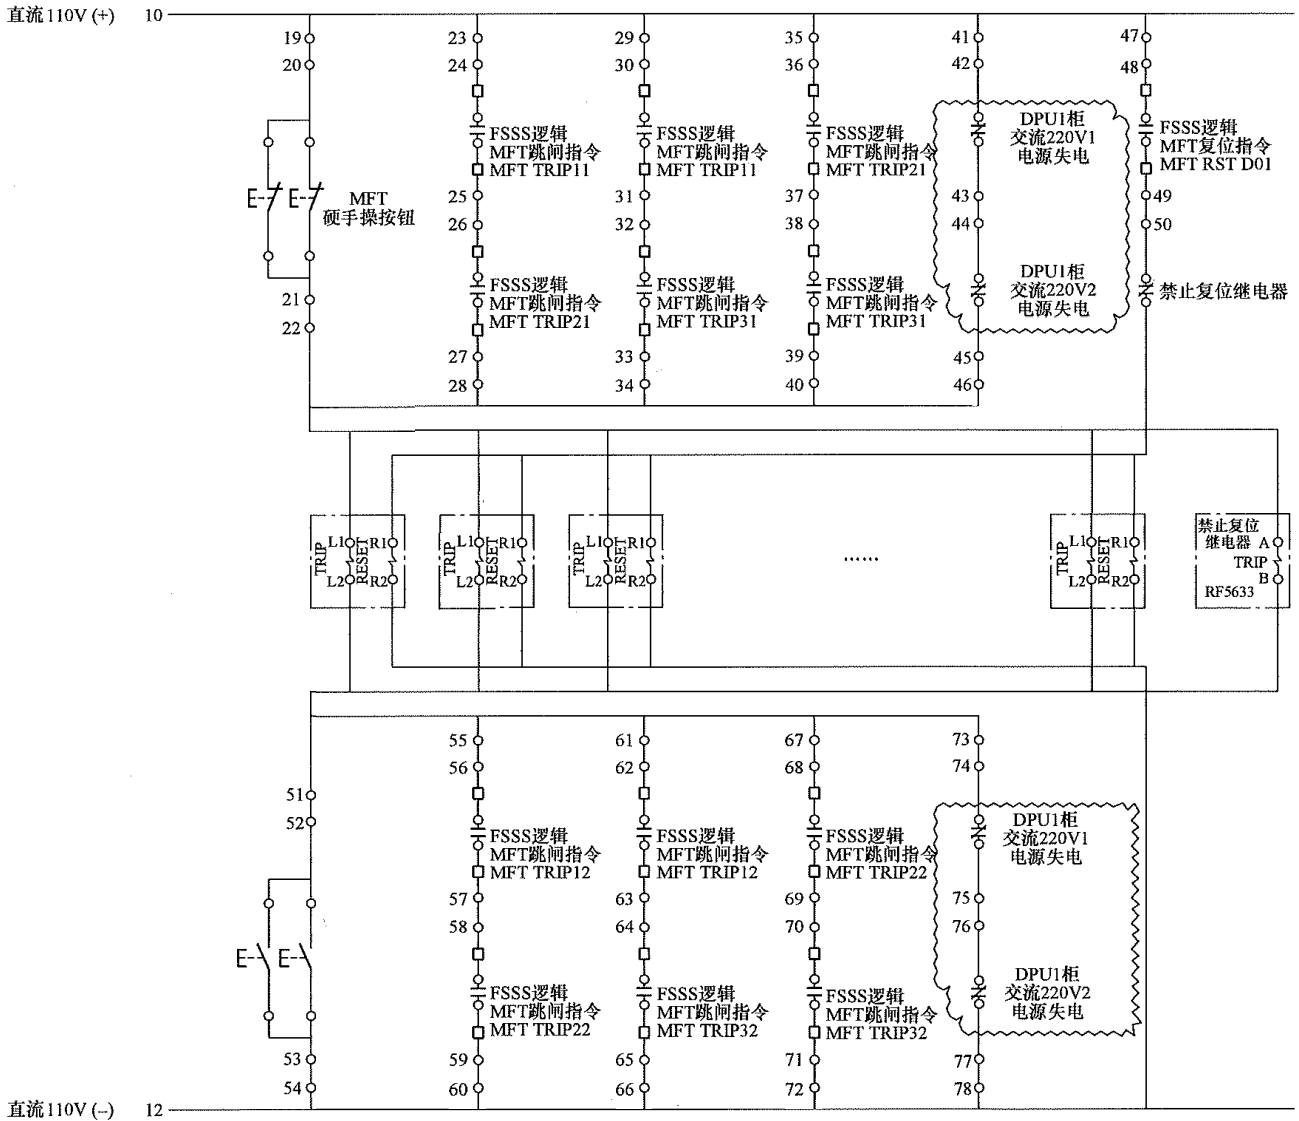 直流110V (+) 10
19
20
21
22
MFT
硬手操按钮
23
24
FSSS逻辑
MFT跳闸指令
MFT TRIP11
25
26
FSSS逻辑
MFT跳闸指令
MFT TRIP21
27
28
29
30
FSSS逻辑
MFT跳闸指令
MFT TRIP11
31
32
FSSS逻辑
MFT跳闸指令
MFT TRIP31
33
34
35
36
FSSS逻辑
MFT跳闸指令
MFT TRIP21
37
38
FSSS逻辑
MFT跳闸指令
MFT TRIP31
39
40
41
42
DPU1柜
交流220V1
电源失电
43
44
DPU1柜
交流220V2
电源失电
45
46
47
48
FSSS逻辑
MFT复位指令
MFT RST D01
49
50
禁止复位继电器
TRIP
L1
L2
RESET
R1
R2
TRIP
L1
L2
RESET
R1
R2
TRIP
L1
L2
RESET
R1
R2
……
TRIP
L1
L2
RESET
R1
R2
禁止复位
继电器 A
TRIP
B
RF5633
51
52
53
54
55
56
FSSS逻辑
MFT跳闸指令
MFT TRIP12
57
58
FSSS逻辑
MFT跳闸指令
MFT TRIP22
59
60
61
62
FSSS逻辑
MFT跳闸指令
MFT TRIP12
63
64
FSSS逻辑
MFT跳闸指令
MFT TRIP32
65
66
67
68
FSSS逻辑
MFT跳闸指令
MFT TRIP22
69
70
FSSS逻辑
MFT跳闸指令
MFT TRIP32
71
72
73
74
DPU1柜
交流220V1
电源失电
75
76
DPU1柜
交流220V2
电源失电
77
78
直流110V (–) 12